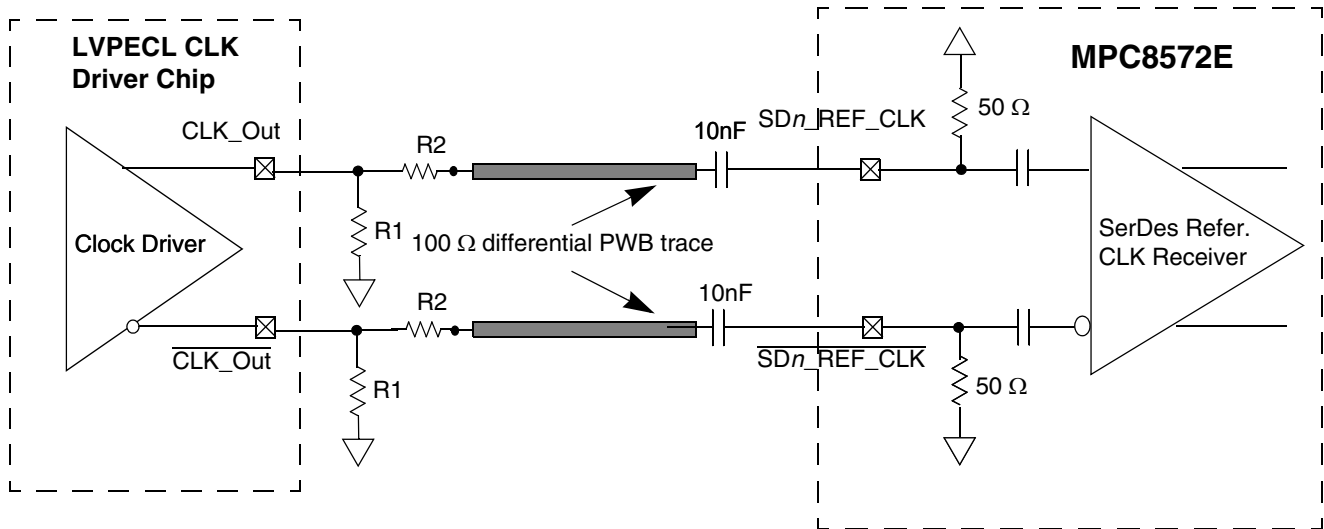 LVPECL CLK
Driver Chip
MPC8572E
CLK_Out
Clock Driver
CLK_Out
R2
R1
100 Ω differential PWB trace
R2
R1
10nF
10nF
SDn_REF_CLK
50 Ω
SerDes Refer.
CLK Receiver
SDn_REF_CLK
50 Ω